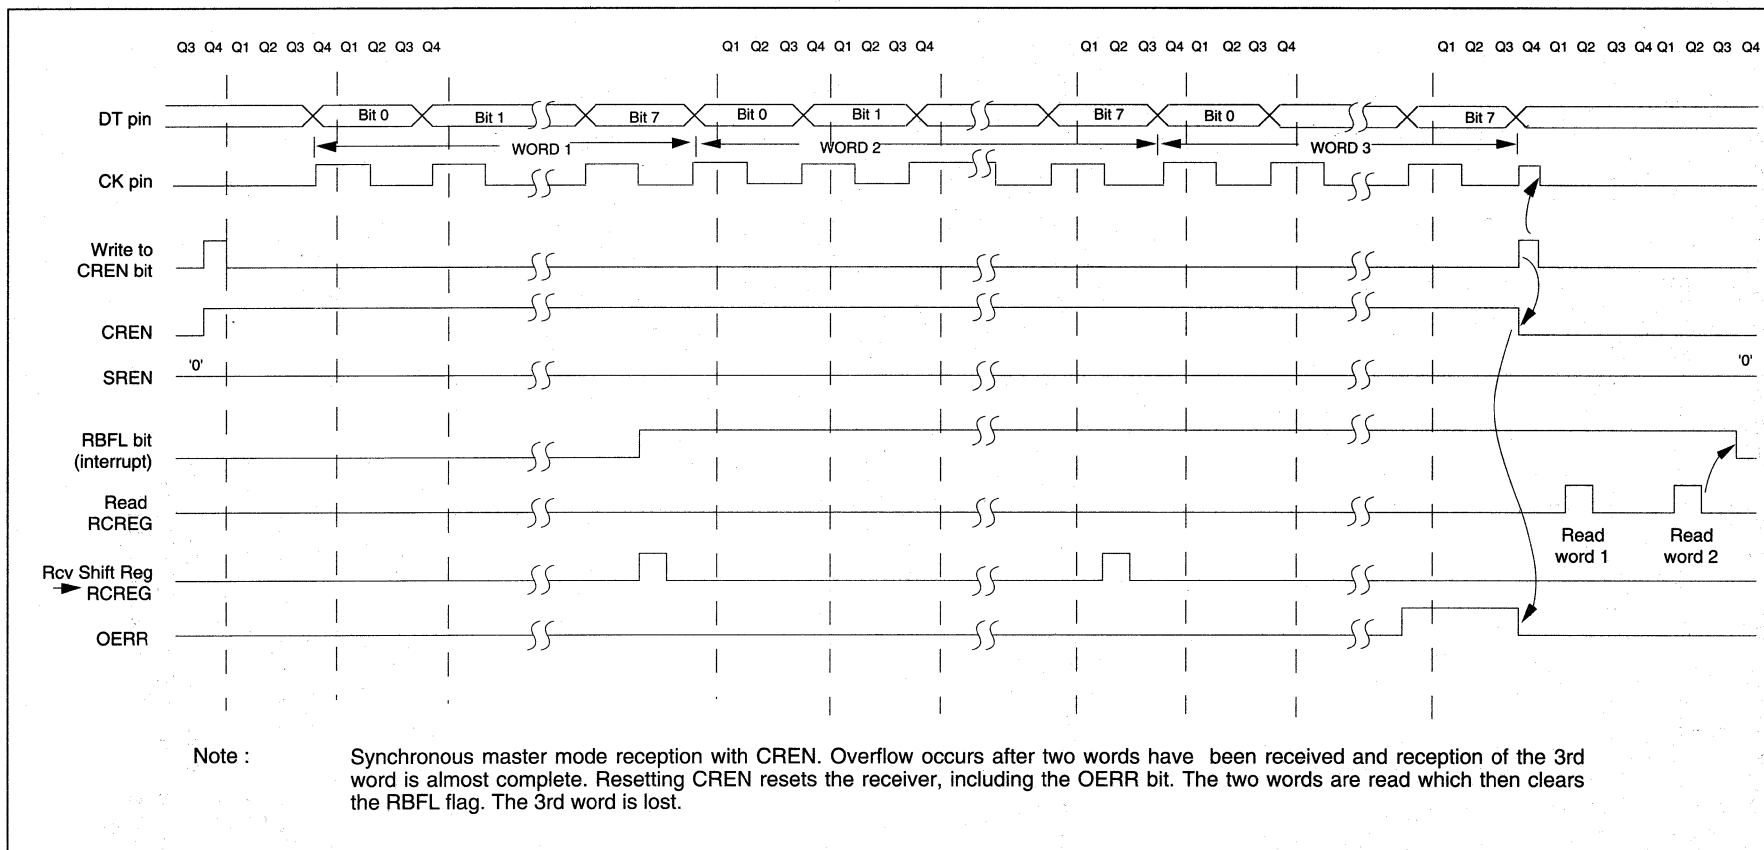 Q3 Q4 Q1 Q2 Q3 Q4 Q1 Q2 Q3 Q4 Q1 Q2 Q3 Q4 Q1 Q2 Q3 Q4 Q1 Q2 Q3 Q4 Q1 Q2 Q3 Q4 Q1 Q2 Q3 Q4 Q1 Q2 Q3 Q4 Q1 Q2 Q3 Q4
DT pin Bit 0 Bit 1 Bit 7 Bit 0 Bit 1 Bit 7 Bit 0 Bit 7
WORD 1 WORD 2 WORD 3
CK pin
Write to
CREN bit
CREN
'0' '0'
SREN
RBFL bit
(interrupt)
Read
RCREG
Read Read
word 1 word 2
Rcv Shift Reg
RCREG
OERR
Note : Synchronous master mode reception with CREN. Overflow occurs after two words have been received and reception of the 3rd
word is almost complete. Resetting CREN resets the receiver, including the OERR bit. The two words are read which then clears
the RBFL flag. The 3rd word is lost.